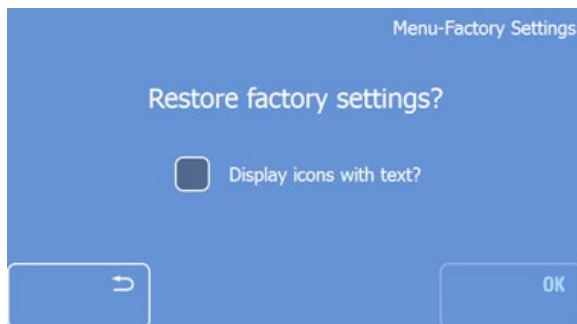 Menu-Factory Settings
Restore factory settings?
Display icons with text?
OK